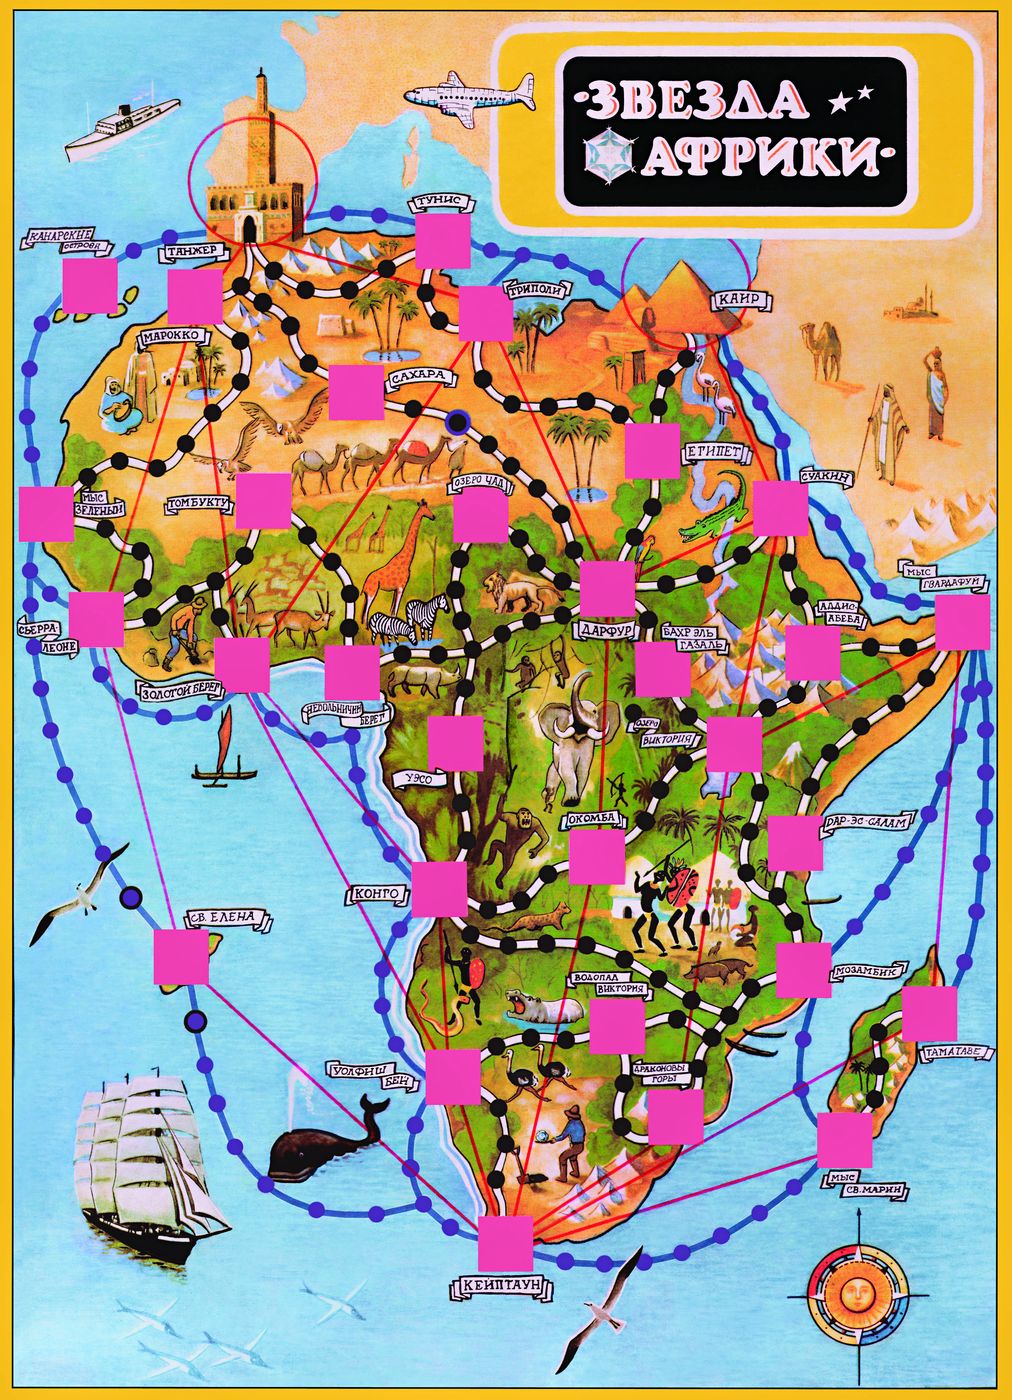 ЗВЕЗДА
АФРИКИ
ТУНИС
КАНАРСКИЕ
ОСТРОВА
ТАНЖЕР
ТРИПОЛИ
КАИР
МАРОККО
САХАРА
ЕГИПЕТ
СУАКИН
ОЗЕРО ЧАД
МЫС
ЗЕЛЕНЫЙ
ТОМБУКТУ
МЫС
ГВАРДАФУЙ
АДДИС-
АБЕБА
СЬЕРРА-
ЛЕОНЕ
ДАРФУР
БАХР ЭЛЬ
ГАЗАЛЬ
ЗОЛОТОЙ БЕРЕГ
НЕВОЛЬНИЧИЙ
БЕРЕГ
ОЗЕРО
ВИКТОРИЯ
УЭСО
ОКОМБА
ДАР-ЭС-САЛАМ
КОНГО
СВ. ЕЛЕНА
МОЗАМБИК
ВОДОПАД
ВИКТОРИЯ
ТАМАТАВЕ
УОЛФИШ
БЕЙ
ДРАКОНОВЫ
ГОРЫ
МЫС
СВ. МАРИИ
КЕЙПТАУН